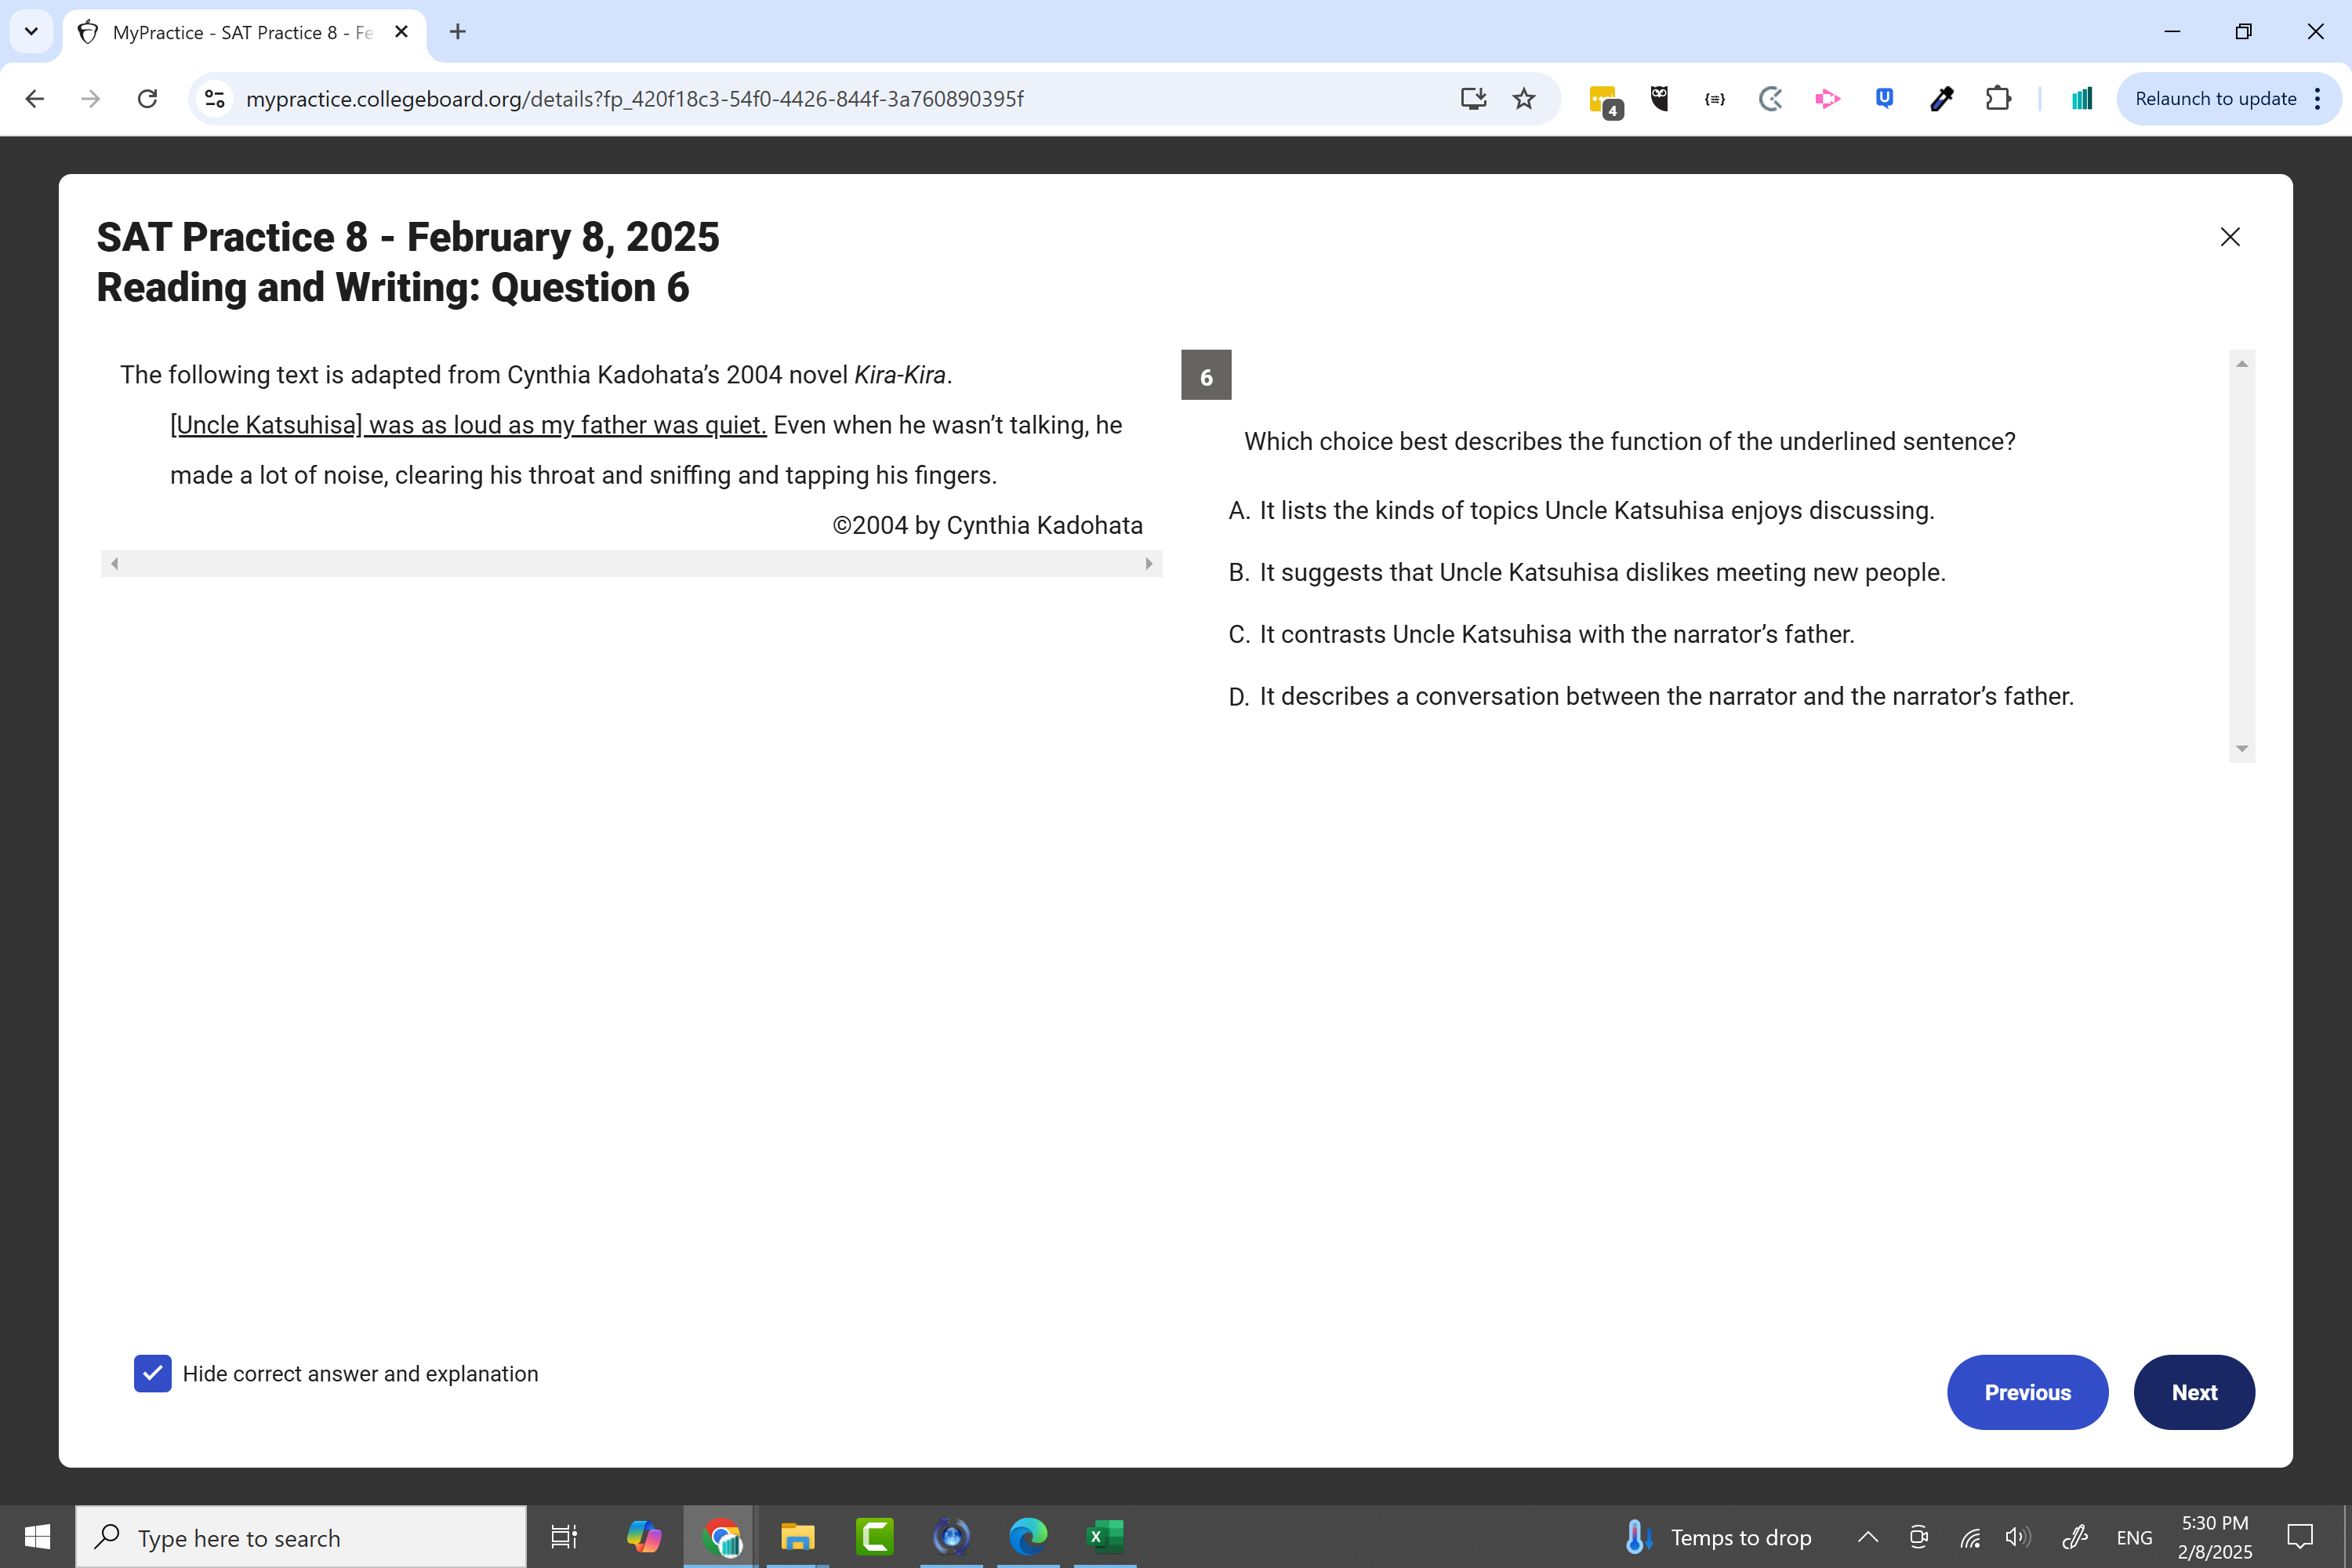 MyPractice - SAT Practice 8 - Fe
mypractice.collegeboard.org/details?fp_420f18c3-54f0-4426-844f-3a760890395f
4
Relaunch to update
SAT Practice 8 - February 8, 2025
Reading and Writing: Question 6
The following text is adapted from Cynthia Kadohata’s 2004 novel Kira-Kira.
[Uncle Katsuhisa] was as loud as my father was quiet. Even when he wasn’t talking, he
made a lot of noise, clearing his throat and sniffing and tapping his fingers.
©2004 by Cynthia Kadohata
6
Which choice best describes the function of the underlined sentence?
A. It lists the kinds of topics Uncle Katsuhisa enjoys discussing.
B. It suggests that Uncle Katsuhisa dislikes meeting new people.
C. It contrasts Uncle Katsuhisa with the narrator’s father.
D. It describes a conversation between the narrator and the narrator’s father.
Hide correct answer and explanation
Previous
Next
Type here to search
Temps to drop
ENG
5:30 PM
2/8/2025